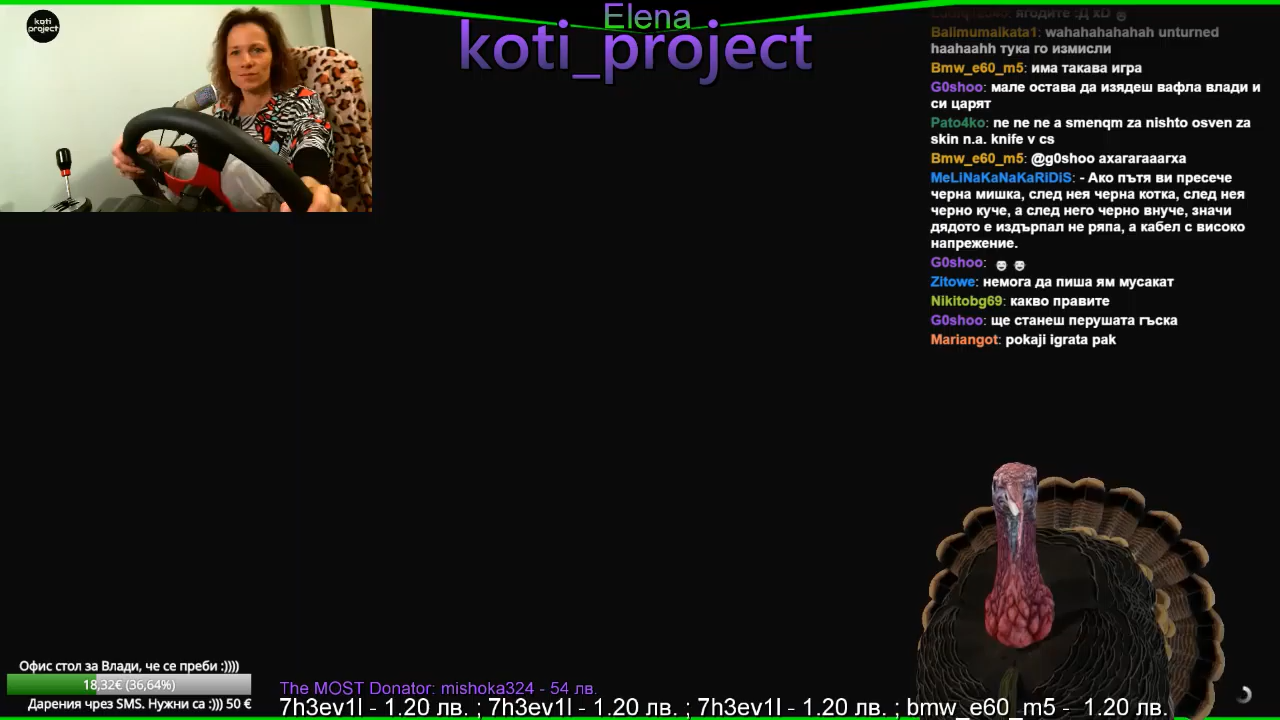 koti
project
Elena
koti_project
ягодите :Д xD
Balimumaikata1: wahahahahahah unturned
haahaahh тука го измисли
Bmw_e60_m5: има такава игра
G0shoo: мале остава да изядеш вафла влади и
си царят
Pato4ko: ne ne ne a smenqm za nishto osven za
skin n.a. knife v cs
Bmw_e60_m5: @g0shoo ахагагааагха
MeLiNaKaNaKaRiDiS: - Ако пътя ви пресече
черна мишка, след нея черна котка, след нея
черно куче, а след него черно внуче, значи
дядото е издърпал не ряпа, а кабел с високо
напрежение.
G0shoo:
Zitowe: немога да пиша ям мусакат
Nikitobg69: какво правите
G0shoo: ще станеш перушата гъска
Mariangot: pokaji igrata pak
Офис стол за Влади, че се преби :))))
18,32€ (36,64%)
Дарения чрез SMS. Нужни са :))) 50 €
The MOST Donator: mishoka324 - 54 лв.
7h3ev1l - 1.20 лв. ; 7h3ev1l - 1.20 лв. ; 7h3ev1l - 1.20 лв. ; bmw_e60_m5 - 1.20 лв.